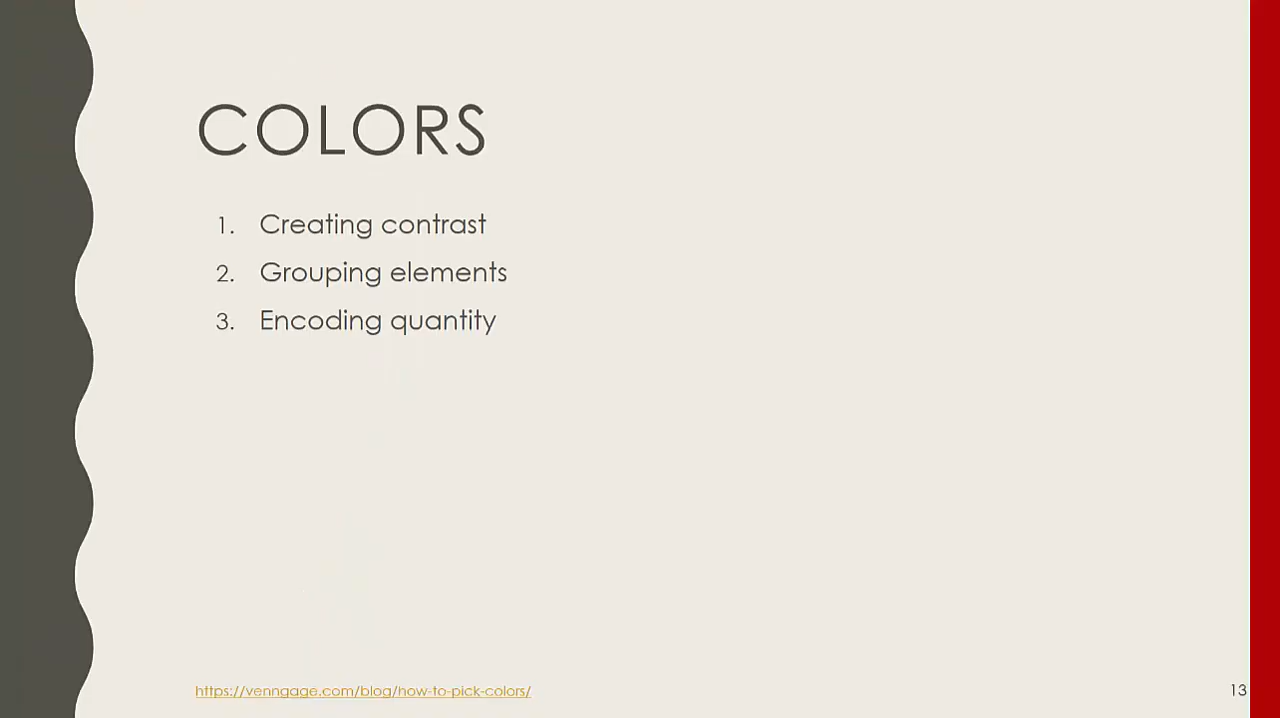 COLORS
1. Creating contrast
2. Grouping elements
3. Encoding quantity
https://venngage.com/blog/how-to-pick-colors/
13